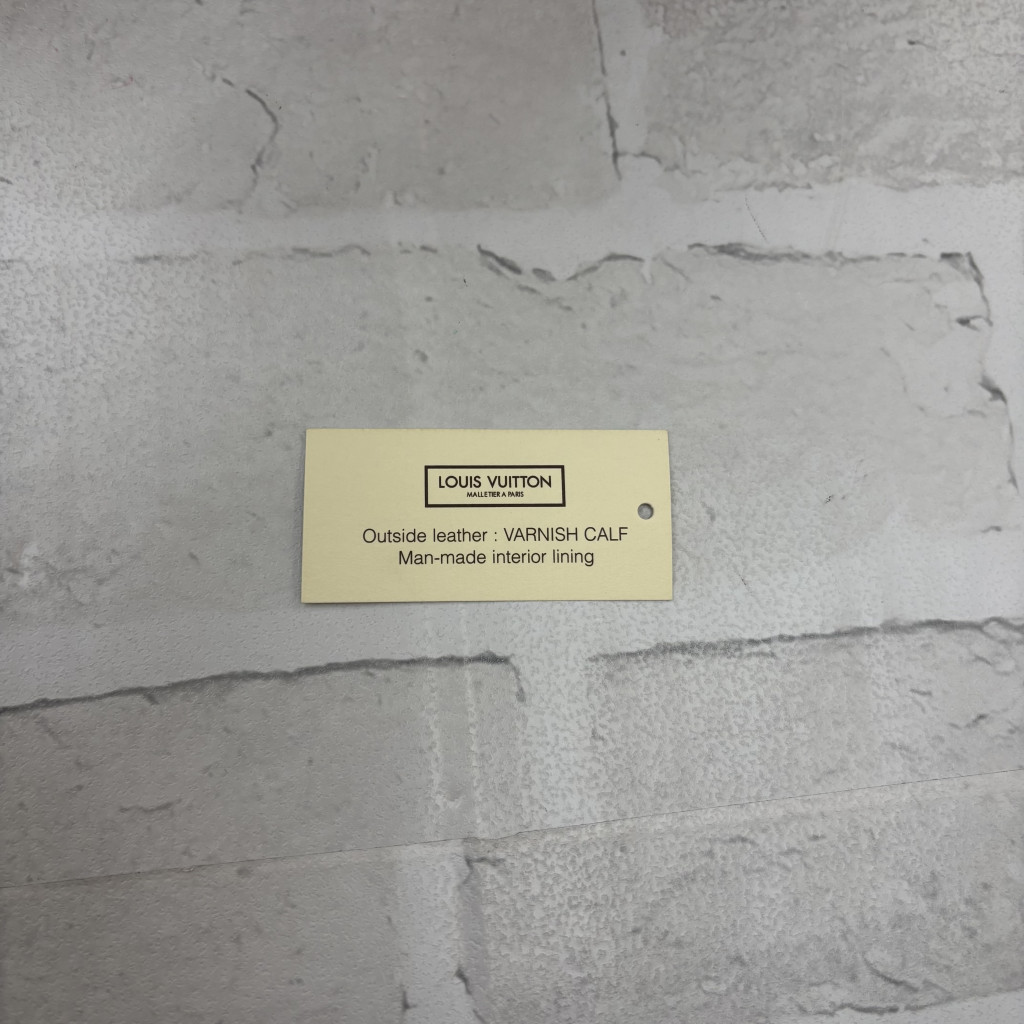 LOUIS VUITTON
MALLETIER A PARIS
Outside leather : VARNISH CALF
Man-made interior lining